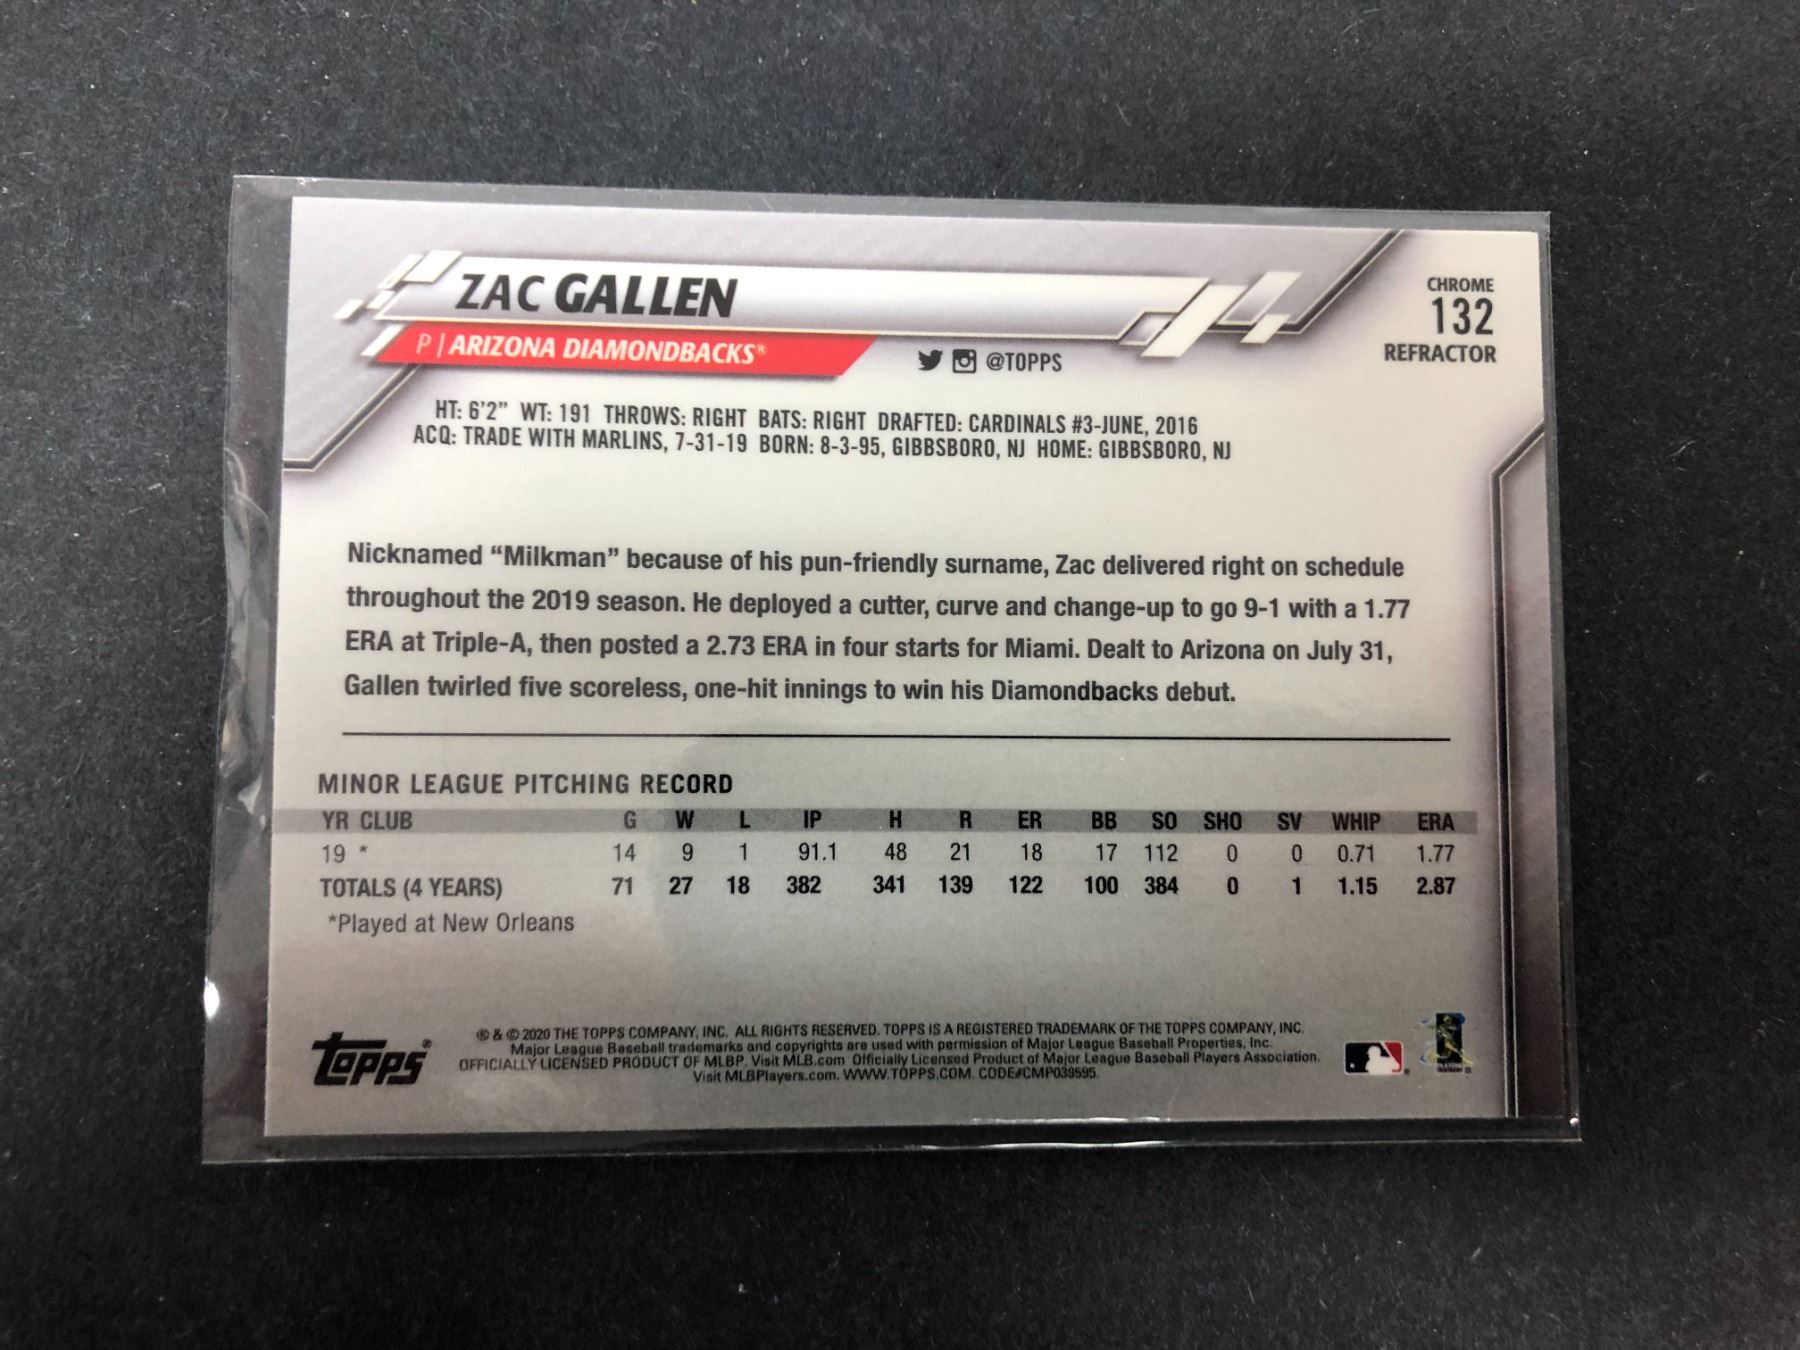 ZAC GALLEN
P | ARIZONA DIAMONDBACKS®
@TOPPS
CHROME
132
REFRACTOR
HT: 6'2" WT: 191 THROWS: RIGHT BATS: RIGHT DRAFTED: CARDINALS #3-JUNE, 2016
ACQ: TRADE WITH MARLINS, 7-31-19 BORN: 8-3-95, GIBBSBORO, NJ HOME: GIBBSBORO, NJ
Nicknamed “Milkman” because of his pun-friendly surname, Zac delivered right on schedule
throughout the 2019 season. He deployed a cutter, curve and change-up to go 9-1 with a 1.77
ERA at Triple-A, then posted a 2.73 ERA in four starts for Miami. Dealt to Arizona on July 31,
Gallen twirled five scoreless, one-hit innings to win his Diamondbacks debut.
MINOR LEAGUE PITCHING RECORD
YR CLUB G W L IP H R ER BB SO SHO SV WHIP ERA
19 * 14 9 1 91.1 48 21 18 17 112 0 0 0.71 1.77
TOTALS (4 YEARS) 71 27 18 382 341 139 122 100 384 0 1 1.15 2.87
*Played at New Orleans
topps®
® & © 2020 THE TOPPS COMPANY, INC. ALL RIGHTS RESERVED. TOPPS IS A REGISTERED TRADEMARK OF THE TOPPS COMPANY, INC.
Major League Baseball trademarks and copyrights are used with permission of Major League Baseball Properties, Inc.
OFFICIALLY LICENSED PRODUCT OF MLBP. Visit MLB.com Officially Licensed Product of Major League Baseball Players Association.
Visit MLBPlayers.com. WWW.TOPPS.COM. CODE#CMP039595